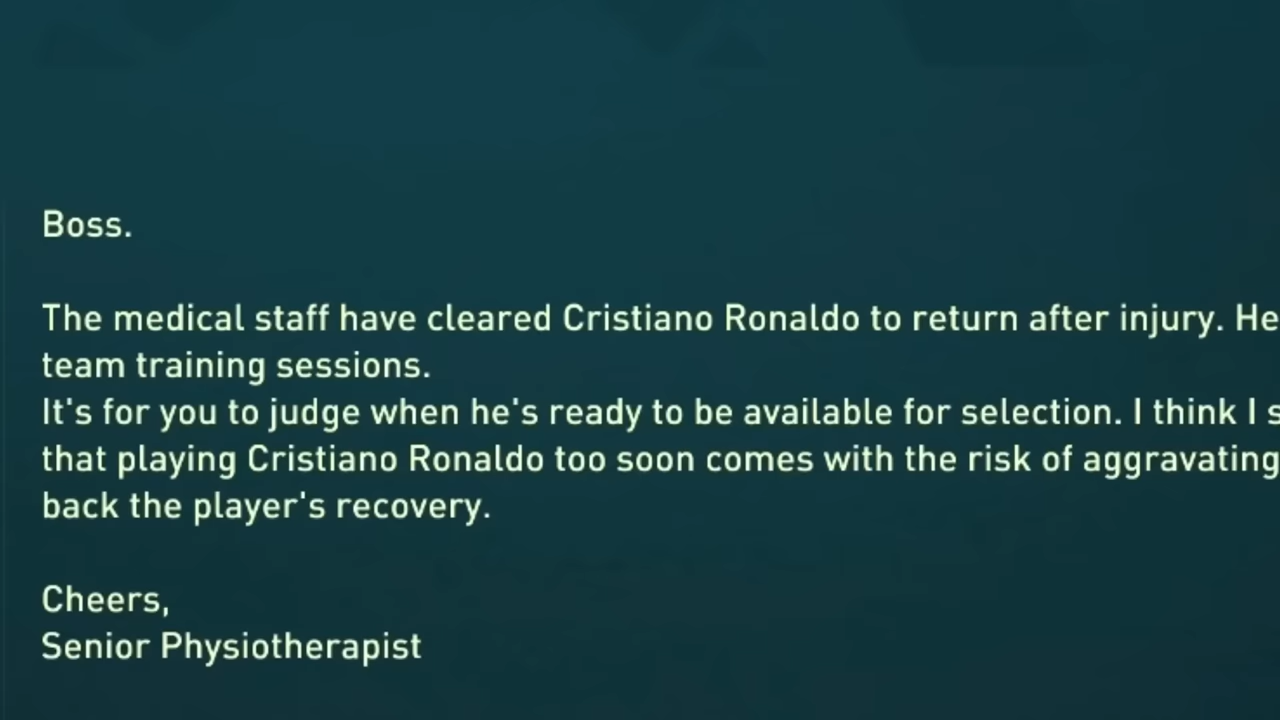 Boss.
The medical staff have cleared Cristiano Ronaldo to return after injury. He
team training sessions.
It's for you to judge when he's ready to be available for selection. I think I
that playing Cristiano Ronaldo too soon comes with the risk of aggravating
back the player's recovery.
Cheers,
Senior Physiotherapist